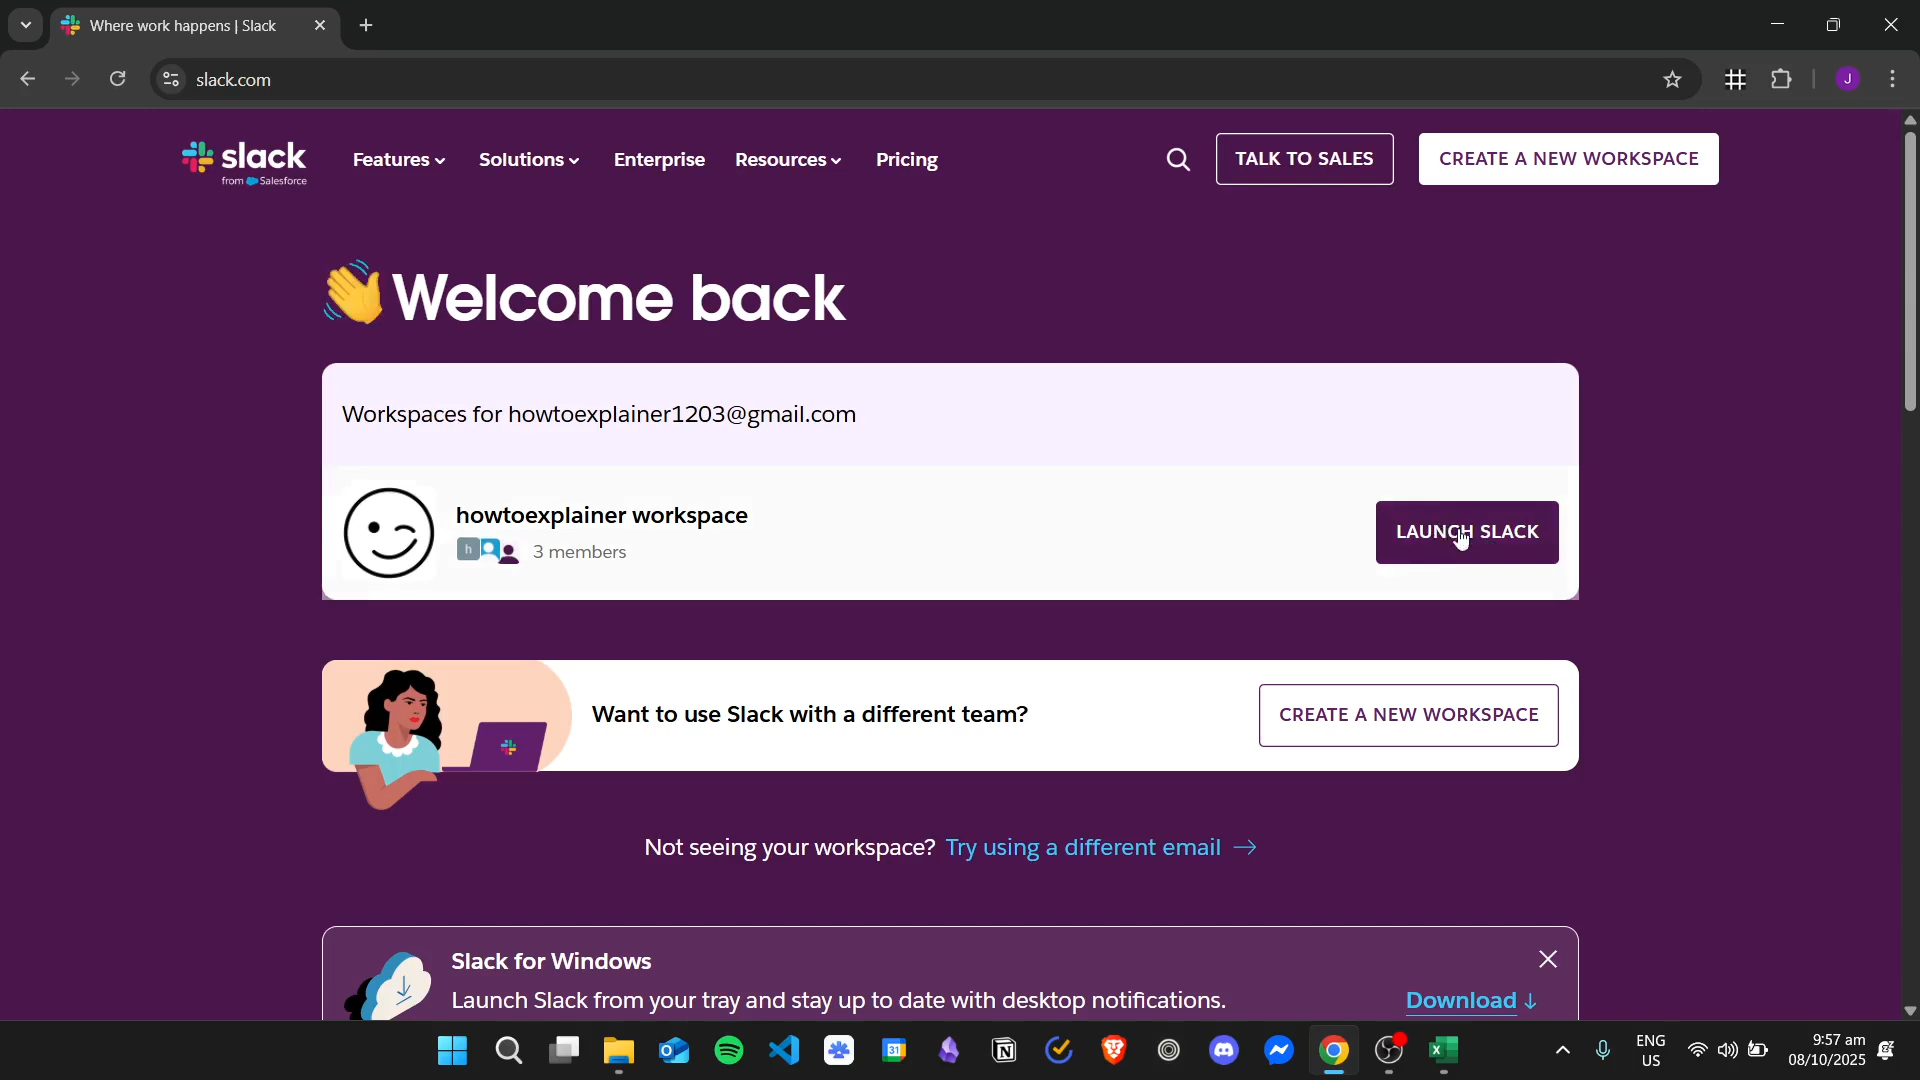 Where work happens | Slack
slack.com
slack
from Salesforce
Features
Solutions
Enterprise
Resources
Pricing
TALK TO SALES
CREATE A NEW WORKSPACE
J
👋 Welcome back
Workspaces for howtoexplainer1203@gmail.com
howtoexplainer workspace
h
3 members
LAUNCH SLACK
Want to use Slack with a different team?
CREATE A NEW WORKSPACE
Not seeing your workspace? Try using a different email →
Slack for Windows
Launch Slack from your tray and stay up to date with desktop notifications.
Download ↓
31
ENG
US
9:57 am
08/10/2025